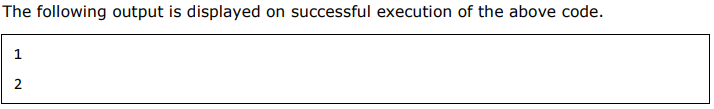 The following output is displayed on successful execution of the above code.
1
2